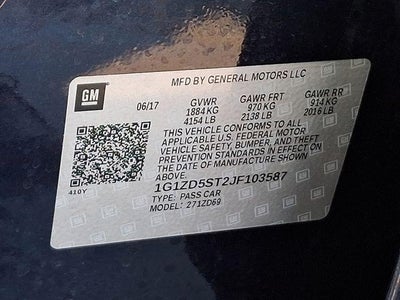 GM
MFD BY GENERAL MOTORS LLC
06/17 GVWR GAWR FRT GAWR RR
1884 KG 970 KG 914 KG
4154 LB 2138 LB 2016 LB
THIS VEHICLE CONFORMS TO ALL
APPLICABLE U.S. FEDERAL MOTOR
VEHICLE SAFETY, BUMPER, AND THEFT
PREVENTION STANDARDS IN EFFECT ON
THE DATE OF MANUFACTURE SHOWN
ABOVE.
1G1ZD5ST2JF103587
410Y
TYPE: PASS CAR
MODEL: Z71ZD69